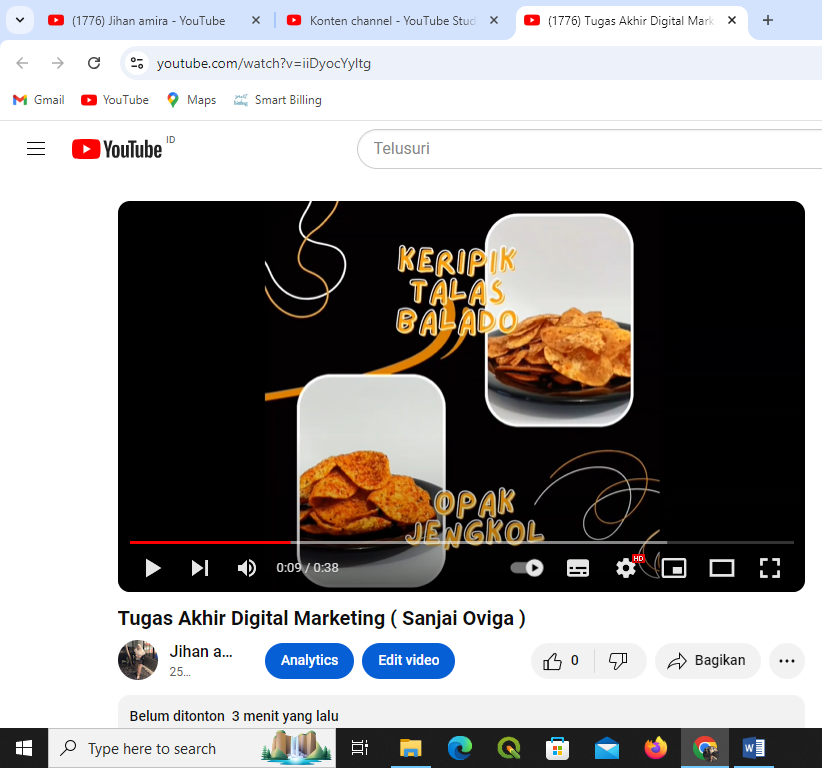 (1776) Jihan amira - YouTube
Konten channel - YouTube Stud
(1776) Tugas Akhir Digital Mark
youtube.com/watch?v=iiDyocYyltg
Gmail
YouTube
Maps
Smart Billing
YouTube ID
Telusuri
KERIPIK
TALAS
BALADO
OPAK
JENGKOL
0:09 / 0:38
HD
Tugas Akhir Digital Marketing ( Sanjai Oviga )
Jihan a...
25...
Analytics
Edit video
0
Bagikan
Belum ditonton 3 menit yang lalu
Type here to search